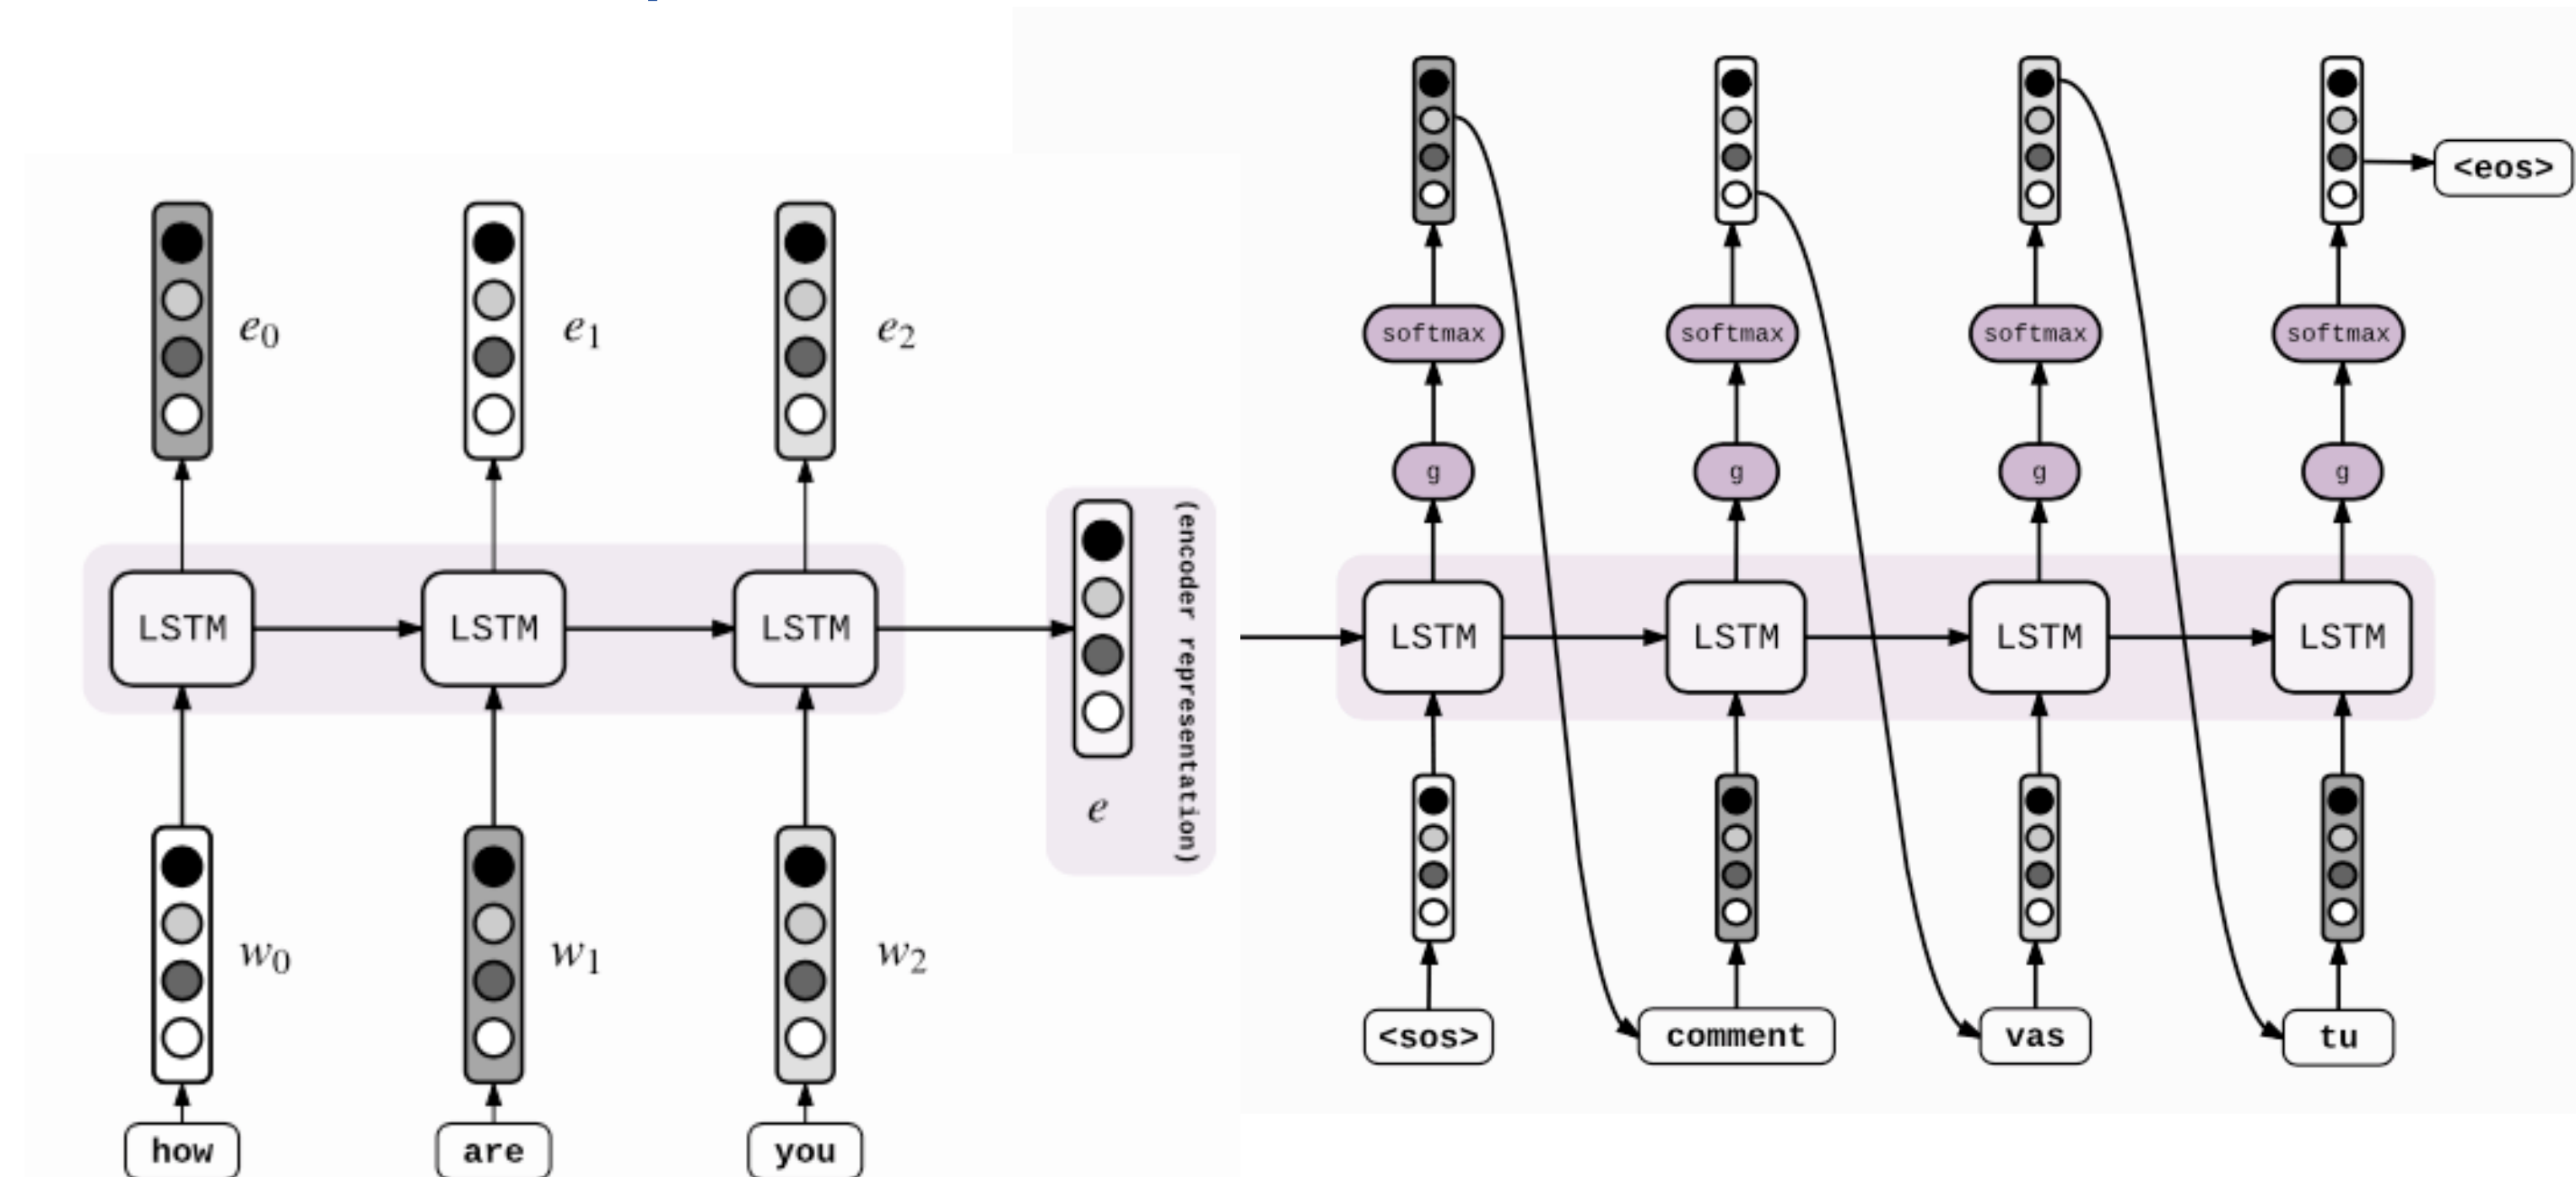 <eos>
softmax
softmax
softmax
softmax
e0
e1
e2
g
g
g
g
(encoder representation)
LSTM
LSTM
LSTM
LSTM
LSTM
LSTM
LSTM
e
w0
w1
w2
<sos>
comment
vas
tu
how
are
you